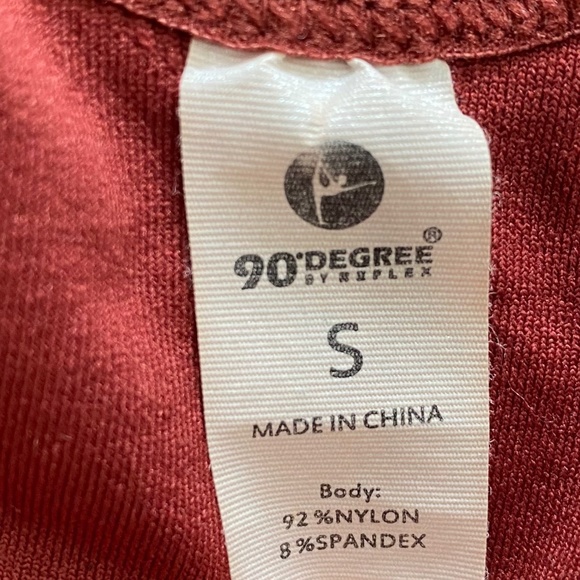 90°DEGREE®
BY REFLEX
S
MADE IN CHINA
Body:
92%NYLON
8%SPANDEX